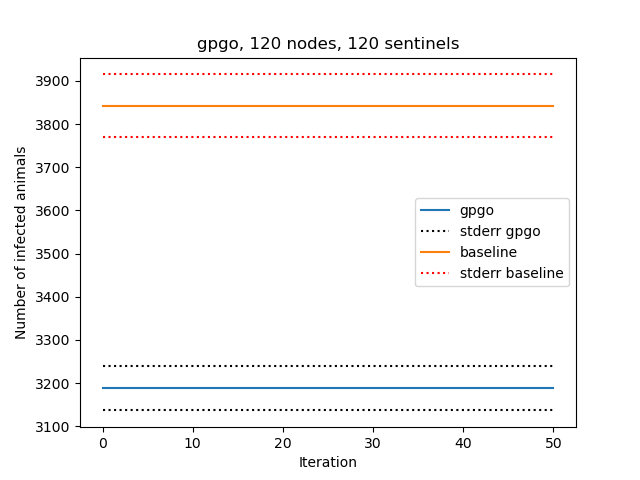 gpgo, 120 nodes, 120 sentinels
3900
3800
3700
3600
3500
3400
3300
3200
3100
Number of infected animals
gpgo
stderr gpgo
baseline
stderr baseline
0 10 20 30 40 50
Iteration